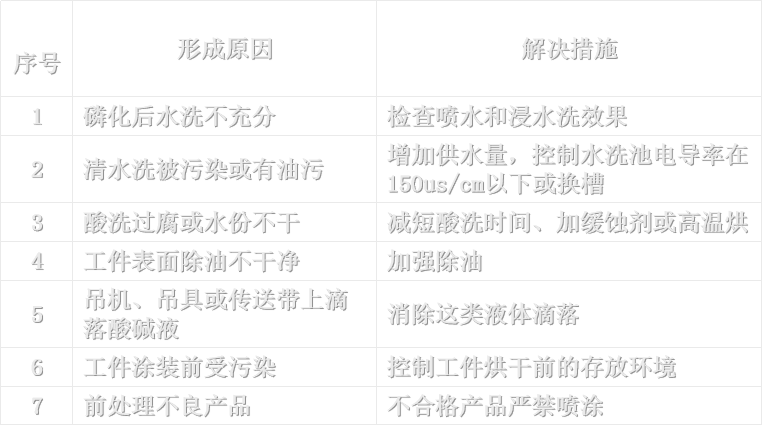 序号 形成原因 解决措施
1 磷化后水洗不充分 检查喷水和浸水洗效果
2 清水洗被污染或有油污 增加供水量，控制水洗池电导率在
150us/cm以下或换槽
3 酸洗过腐或水份不干 减短酸洗时间、加缓蚀剂或高温烘
4 工件表面除油不干净 加强除油
5 吊机、吊具或传送带上滴
落酸碱液 消除这类液体滴落
6 工件涂装前受污染 控制工件烘干前的存放环境
7 前处理不良产品 不合格产品严禁喷涂